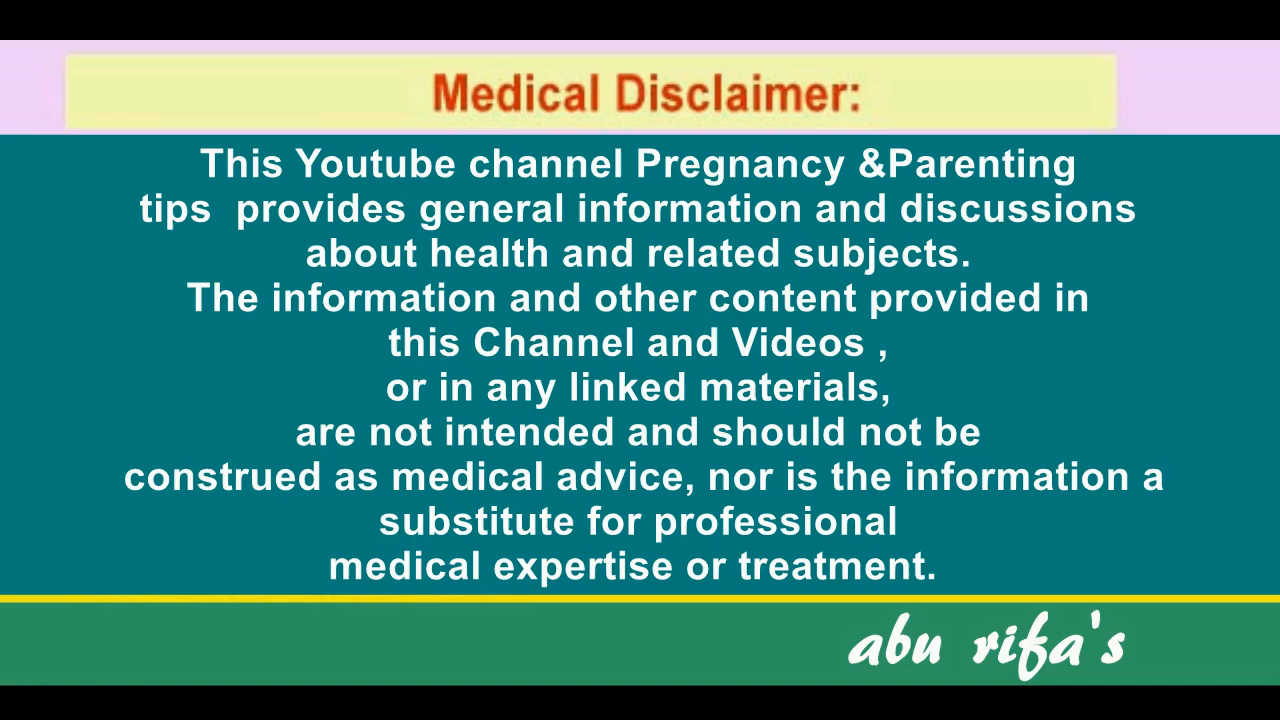 Medical Disclaimer:
This Youtube channel Pregnancy &Parenting
tips  provides general information and discussions
about health and related subjects.
The information and other content provided in
this Channel and Videos ,
or in any linked materials,
are not intended and should not be
construed as medical advice, nor is the information a
substitute for professional
medical expertise or treatment.
abu rifa's